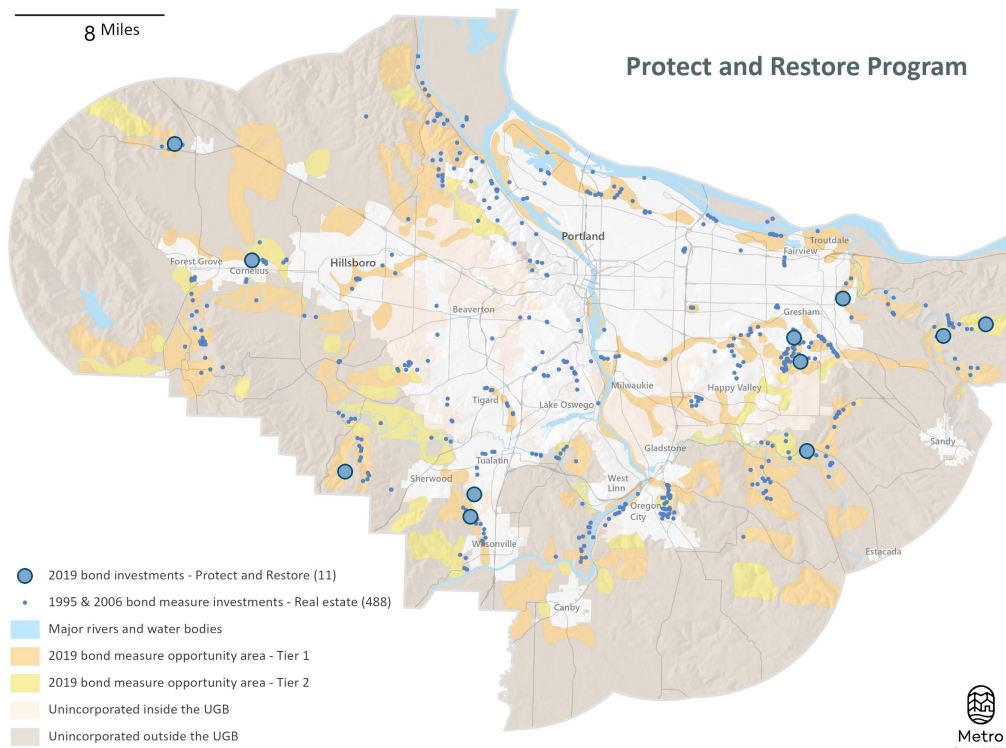 8 Miles
Protect and Restore Program
Portland
Troutdale
Fairview
Forest Grove
Cornelius
Hillsboro
Beaverton
Gresham
Milwaukie
Happy Valley
Tigard
Lake Oswego
Gladstone
Sandy
Tualatin
Sherwood
West
Linn
Oregon
City
Wilsonville
Estacada
Canby
2019 bond investments - Protect and Restore (11)
1995 & 2006 bond measure investments - Real estate (488)
Major rivers and water bodies
2019 bond measure opportunity area - Tier 1
2019 bond measure opportunity area - Tier 2
Unincorporated inside the UGB
Unincorporated outside the UGB
Metro